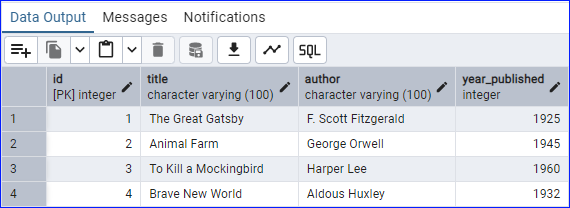 Data Output Messages Notifications
SQL
id title author year_published
[PK] integer character varying (100) character varying (100) integer
1 1 The Great Gatsby F. Scott Fitzgerald 1925
2 2 Animal Farm George Orwell 1945
3 3 To Kill a Mockingbird Harper Lee 1960
4 4 Brave New World Aldous Huxley 1932